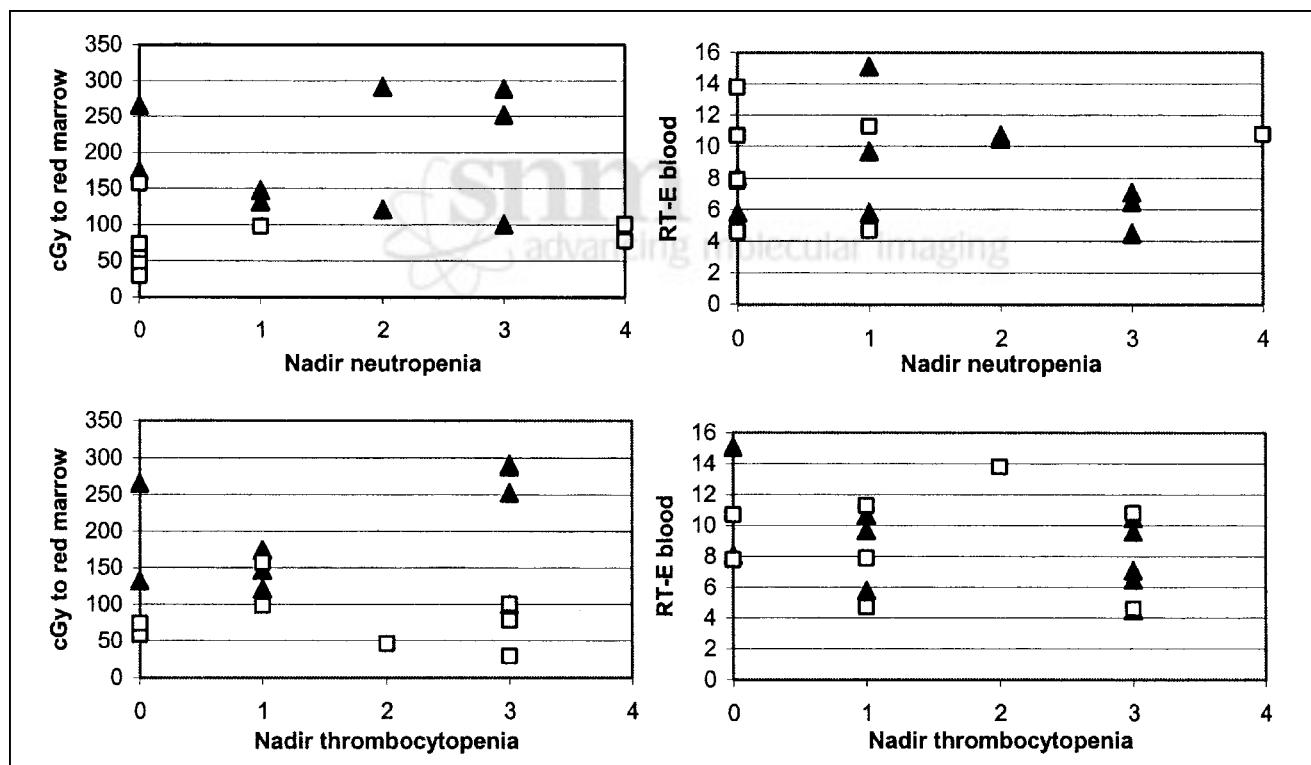 350
300
250
200
150
100
50
0
cGy to red marrow
0 1 2 3 4
Nadir neutropenia
16
14
12
10
8
6
4
2
0
RT-E blood
0 1 2 3 4
Nadir neutropenia
snm
advancing molecular imaging
350
300
250
200
150
100
50
0
cGy to red marrow
0 1 2 3 4
Nadir thrombocytopenia
16
14
12
10
8
6
4
2
0
RT-E blood
0 1 2 3 4
Nadir thrombocytopenia